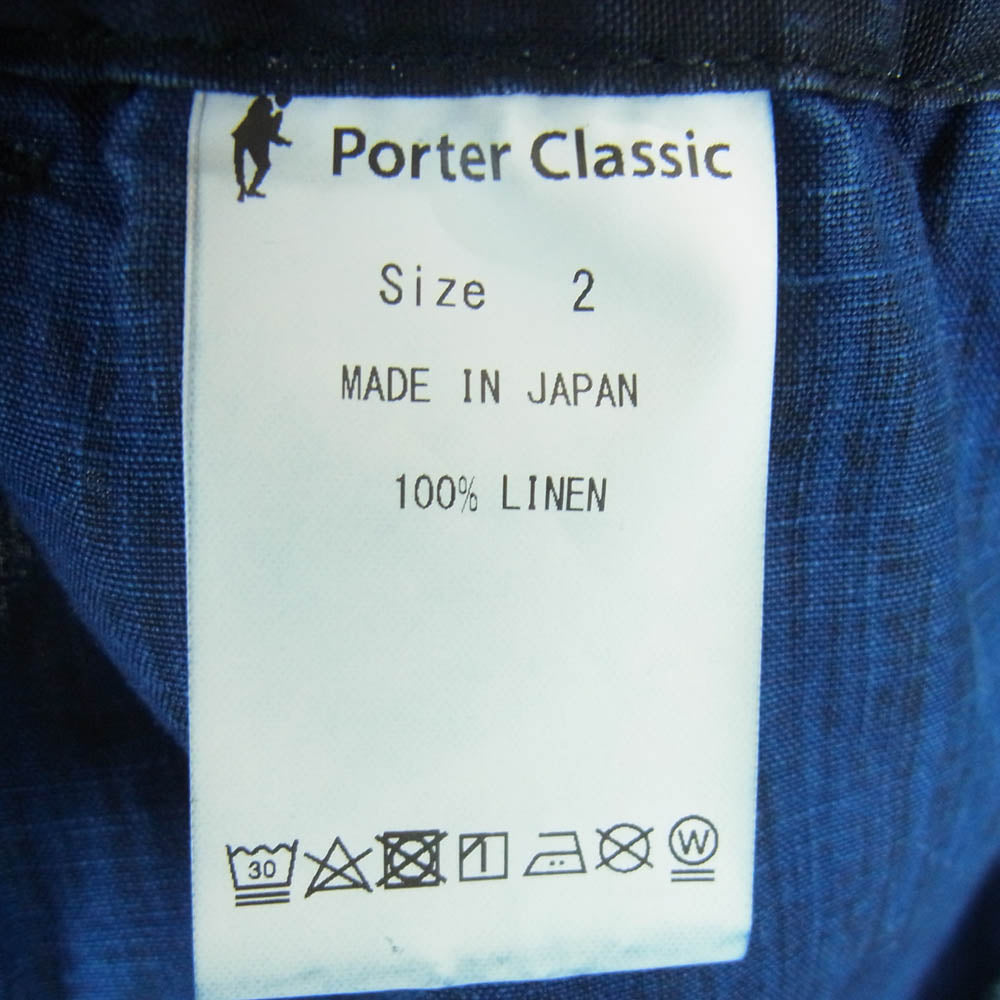 Porter Classic
Size 2
MADE IN JAPAN
100% LINEN
30 W